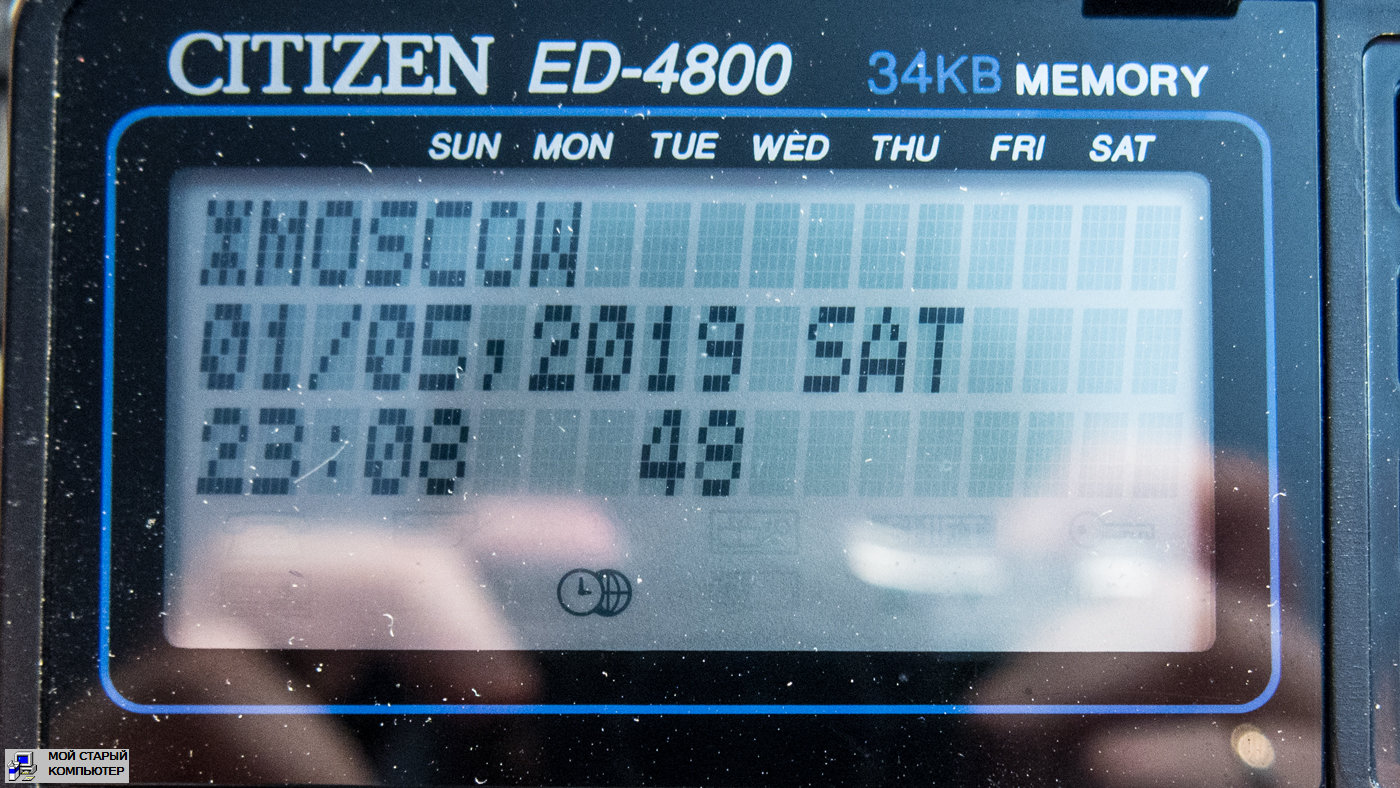 CITIZEN ED-4800 34KB MEMORY
SUN MON TUE WED THU FRI SAT
※MOSCOW
01/05,2019 SAT
23:08 48
МОЙ СТАРЫЙ
КОМПЬЮТЕР